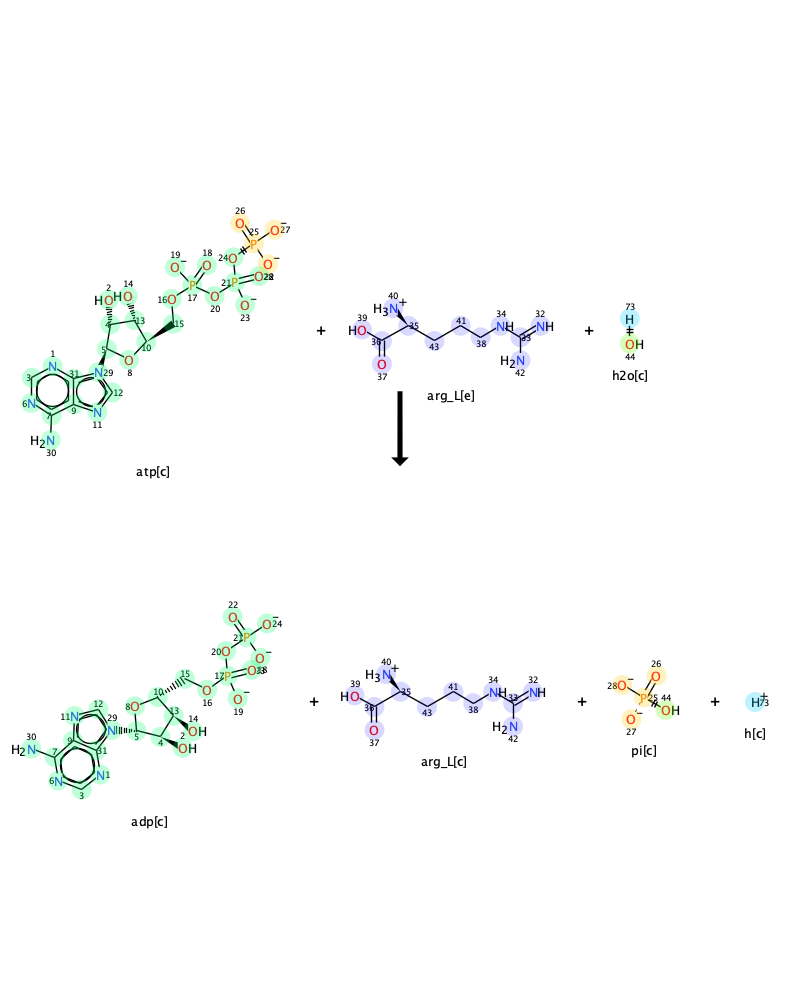 26
25
O
O
−
27
P
19
O
−
18
O
24
O
O
−
P
17
21
P
O
2
14
HO
HO
16
O
O
20
O
−
23
4
13
15
1
N
5
10
O
8
3
31
N
29
6
N
7
9
N
11
12
H₂N
30
atp[c]
+
40
H₃N
+
39
HO
35
36
O
37
43
41
38
34
NH
33
32
NH
H₂N
42
arg_L[e]
+
73
H
OH
44
h2o[c]
22
O
21
P
O
−
24
20
O
O
−
17
P
O
O
−
19
15
O
16
10
O
8
13
14
OH
2
OH
4
5
12
11
N
29
N
30
H₂N
9
7
31
6
N
N
1
3
adp[c]
+
40
H₃N
+
39
HO
35
36
O
37
43
41
38
34
NH
33
32
NH
H₂N
42
arg_L[c]
+
26
O
28
O
−
P
25
44
OH
O
−
27
pi[c]
+
H
+
73
h[c]